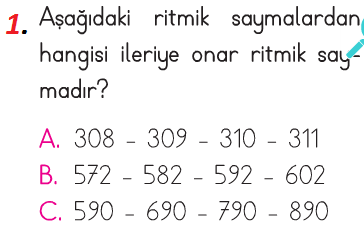 1. Aşağıdaki ritmik saymalardan
hangisi ileriye onar ritmik say-
madır?
A. 308 - 309 - 310 - 311
B. 572 - 582 - 592 - 602
C. 590 - 690 - 790 - 890